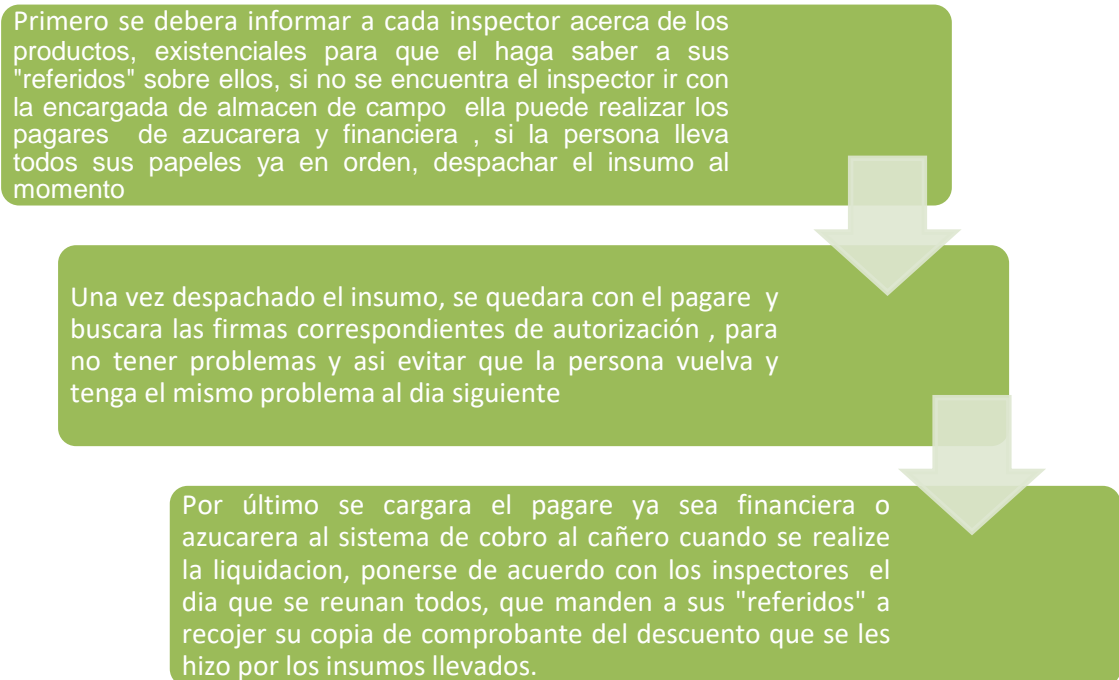 Primero se debera informar a cada inspector acerca de los
productos, existenciales para que el haga saber a sus
"referidos" sobre ellos, si no se encuentra el inspector ir con
la encargada de almacen de campo ella puede realizar los
pagares de azucarera y financiera , si la persona lleva
todos sus papeles ya en orden, despachar el insumo al
momento
Una vez despachado el insumo, se quedara con el pagare y
buscara las firmas correspondientes de autorización , para
no tener problemas y asi evitar que la persona vuelva y
tenga el mismo problema al dia siguiente
Por último se cargara el pagare ya sea financiera o
azucarera al sistema de cobro al cañero cuando se realize
la liquidacion, ponerse de acuerdo con los inspectores el
dia que se reunan todos, que manden a sus "referidos" a
recojer su copia de comprobante del descuento que se les
hizo por los insumos llevados.